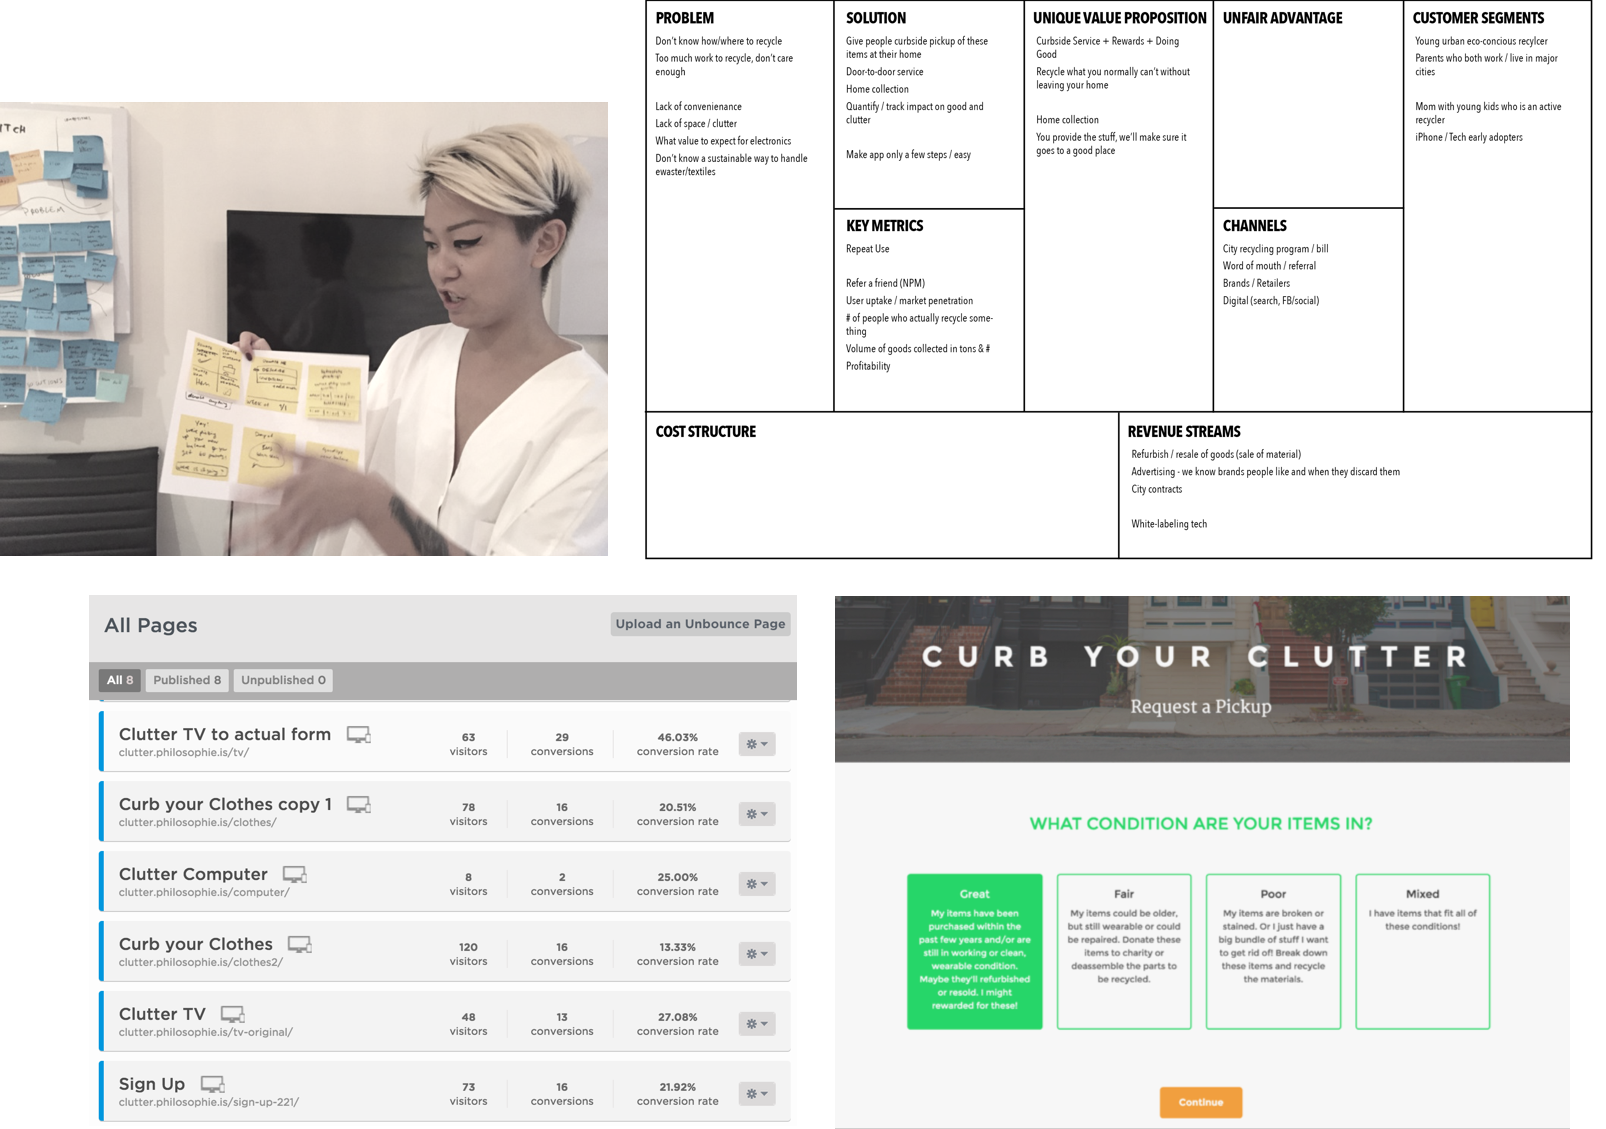 PROBLEM
Don't know how/where to recycle
Too much work to recycle, don't care
enough
Lack of convenienance
Lack of space / clutter
What value to expect for electronics
Don't know a sustainable way to handle
ewaster/textiles
SOLUTION
Give people curbside pickup of these
items at their home
Door-to-door service
Home collection
Quantify / track impact on good and
clutter
Make app only a few steps / easy
KEY METRICS
Repeat Use
Refer a friend (NPM)
User uptake / market penetration
# of people who actually recycle some-
thing
Volume of goods collected in tons & #
Profitability
UNIQUE VALUE PROPOSITION
Curbside Service + Rewards + Doing
Good
Recycle what you normally can't without
leaving your home
Home collection
You provide the stuff, we'll make sure it
goes to a good place
UNFAIR ADVANTAGE
CHANNELS
City recycling program / bill
Word of mouth / referral
Brands / Retailers
Digital (search, FB/social)
CUSTOMER SEGMENTS
Young urban eco-concious recylcer
Parents who both work / live in major
cities
Mom with young kids who is an active
recycler
iPhone / Tech early adopters
COST STRUCTURE
REVENUE STREAMS
Refurbish / resale of goods (sale of material)
Advertising - we know brands people like and when they discard them
City contracts
White-labeling tech
PROBLEM
All Pages
Upload an Unbounce Page
All 8
Published 8
Unpublished 0
Clutter TV to actual form
clutter.philosophie.is/tv/
63 visitors
29 conversions
46.03% conversion rate
Curb your Clothes copy 1
clutter.philosophie.is/clothes/
78 visitors
16 conversions
20.51% conversion rate
Clutter Computer
clutter.philosophie.is/computer/
8 visitors
2 conversions
25.00% conversion rate
Curb your Clothes
clutter.philosophie.is/clothes2/
120 visitors
16 conversions
13.33% conversion rate
Clutter TV
clutter.philosophie.is/tv-original/
48 visitors
13 conversions
27.08% conversion rate
Sign Up
clutter.philosophie.is/sign-up-221/
73 visitors
16 conversions
21.92% conversion rate
CURB YOUR CLUTTER
Request a Pickup
WHAT CONDITION ARE YOUR ITEMS IN?
Great
My items have been
purchased within the
past few years and/or are
still in working or clean,
wearable condition.
Maybe they'll refurbished
or resold. I might
rewarded for these!
Fair
My items could be older,
but still wearable or could
be repaired. Donate these
items to charity or
deassemble the parts to
be recycled.
Poor
My items are broken or
stained. Or I just have a
big bundle of stuff I want
to get rid of! Break down
these items and recycle
the materials.
Mixed
I have items that fit all of
these conditions!
Continue